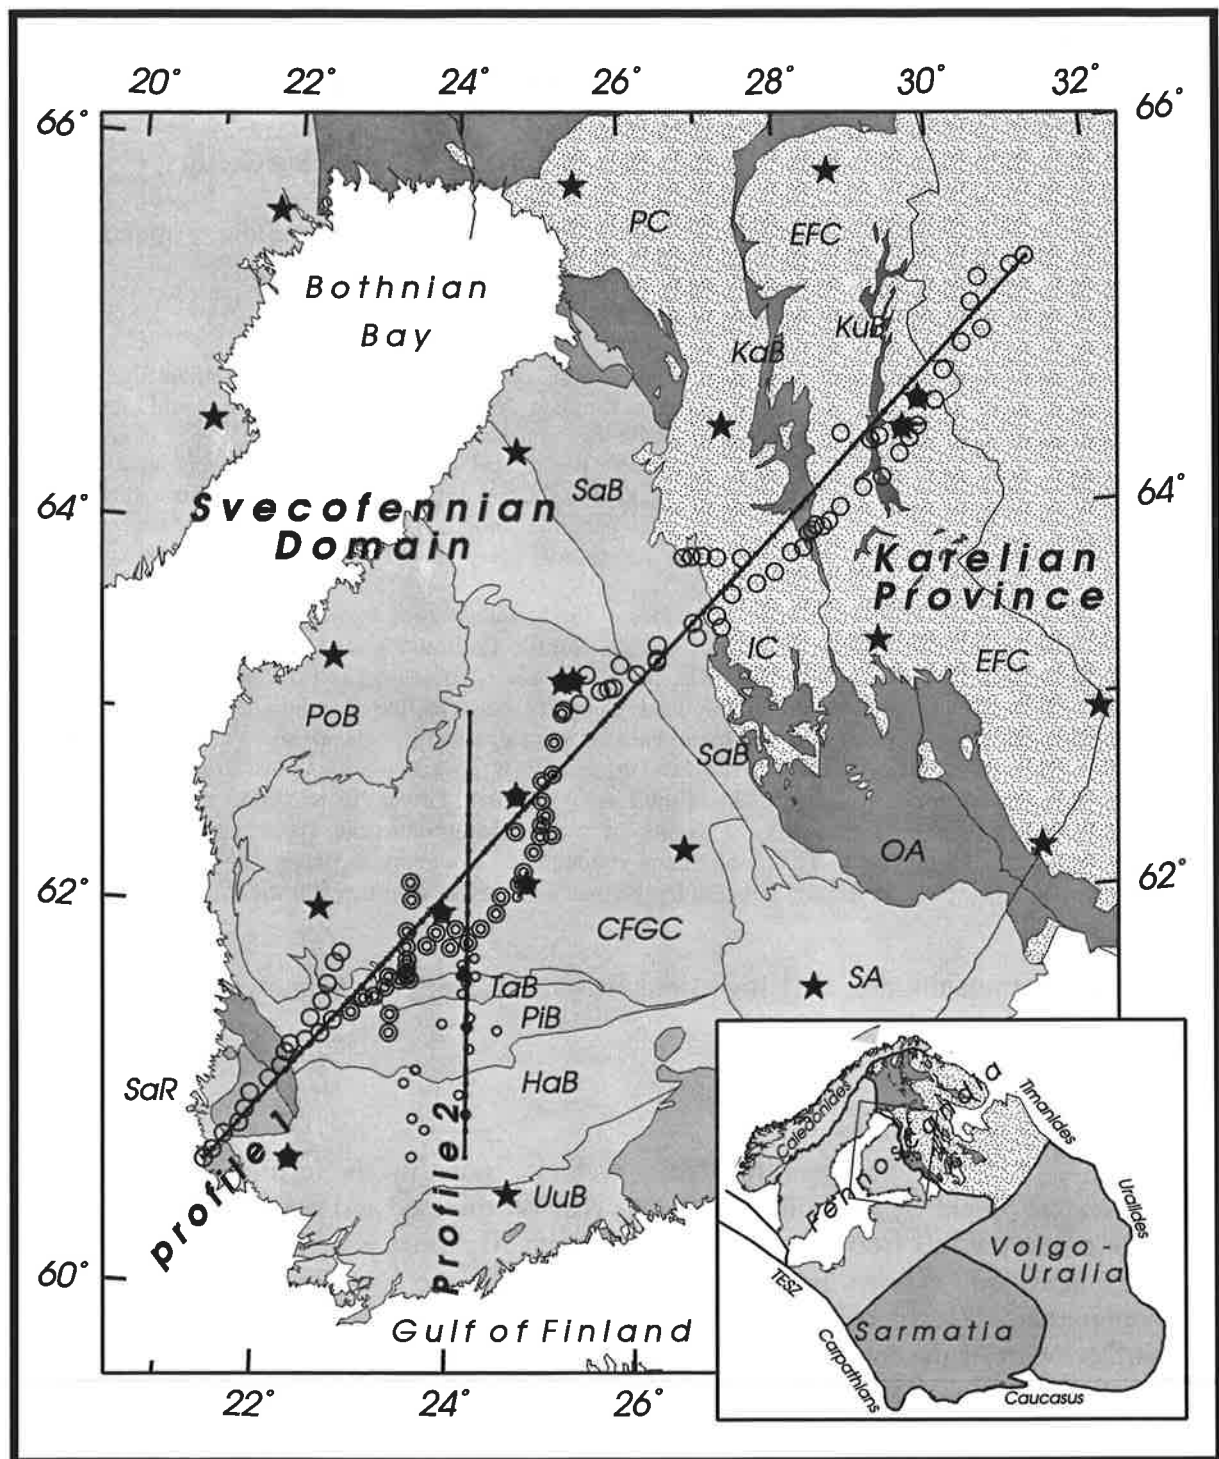 20° 22° 24° 26° 28° 30° 32°
66° 66°
PC
EFC
Bothnian
Bay
KaB
KuB
SaB
Svecofennian
Domain
64° 64°
Karelian
Province
IC
EFC
PoB
SaB
OA
62° 62°
CFGC
SA
TaB
PiB
HaB
SaR
profile 1
Profile 2
UuB
60°
Gulf of Finland
22° 24° 26°
Fennoscandia
Caledonides
Timanides
Uralides
Volgo -
Uralia
TESZ
Sarmatia
Carpathians
Caucasus